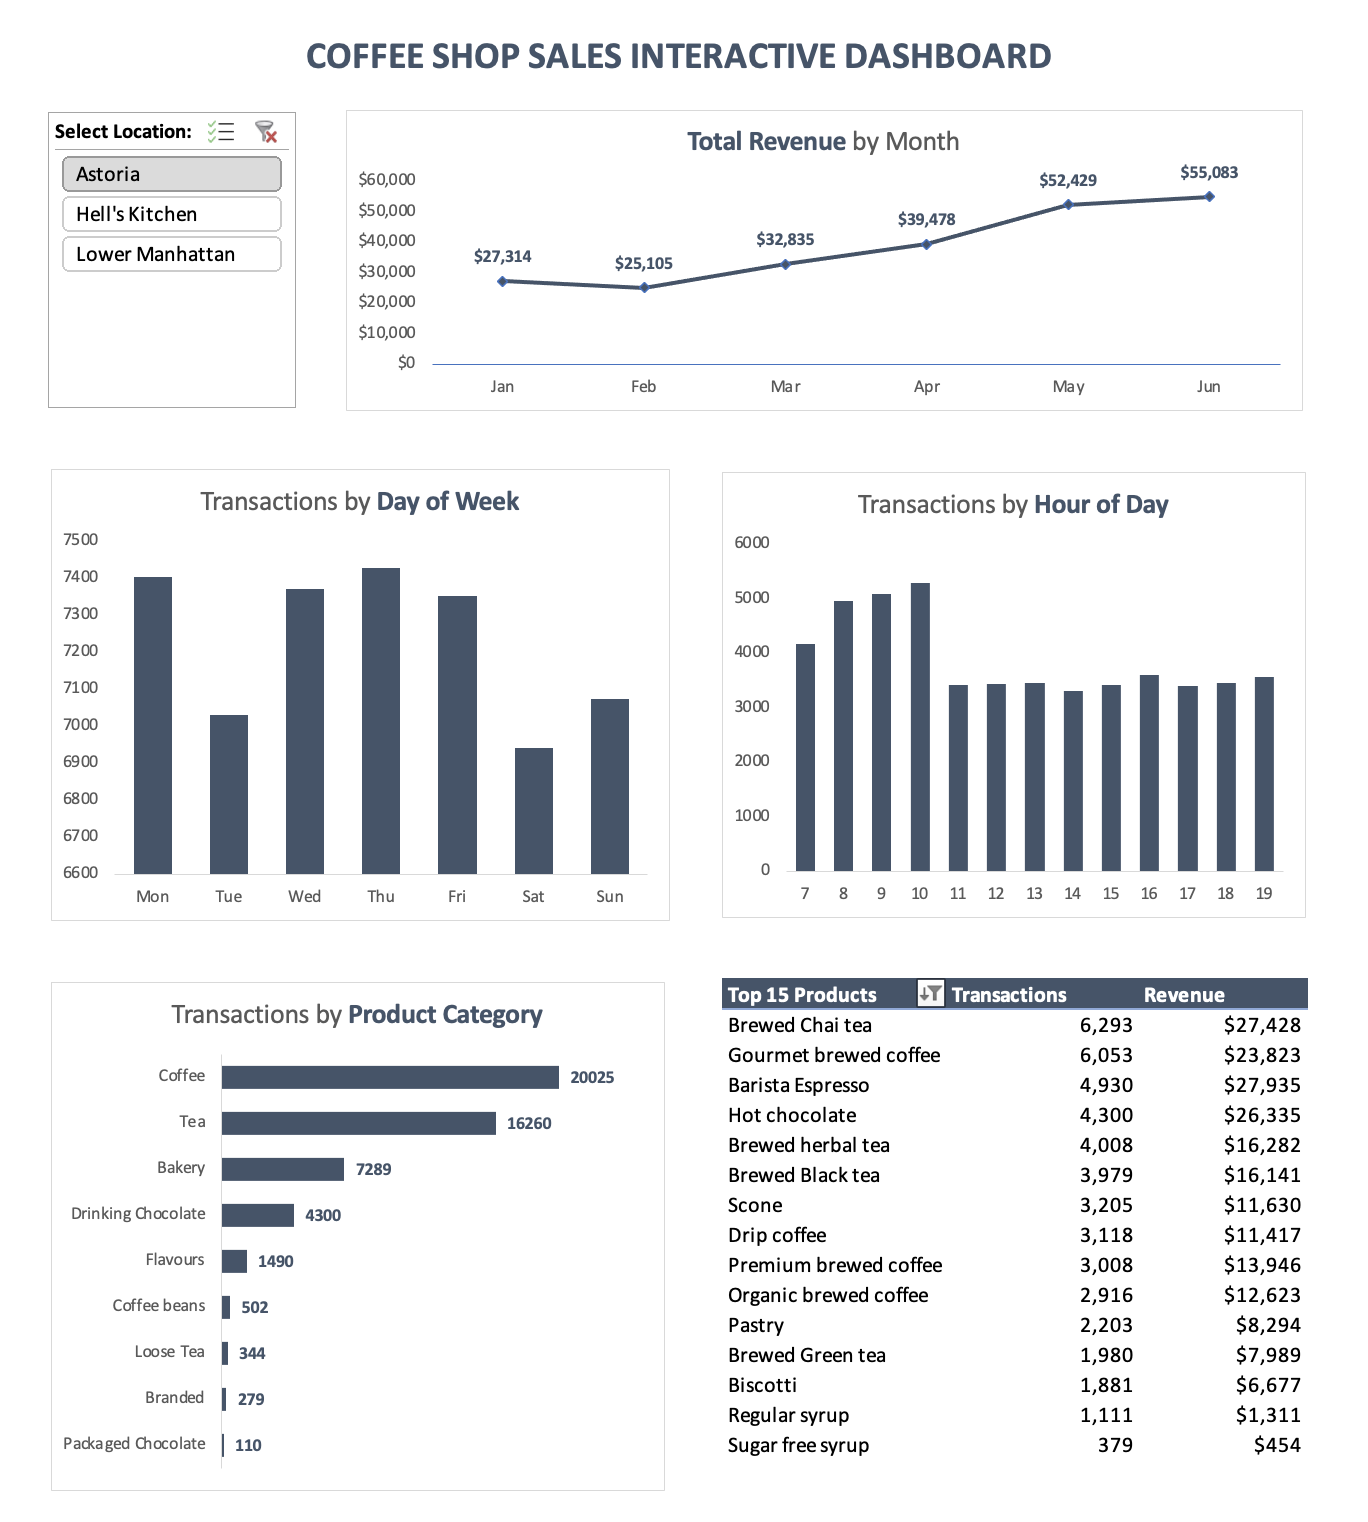 COFFEE SHOP SALES INTERACTIVE DASHBOARD
Select Location:
Astoria
Hell's Kitchen
Lower Manhattan
Total Revenue by Month
$60,000
$50,000
$40,000
$30,000
$20,000
$10,000
$0
$27,314
$25,105
$32,835
$39,478
$52,429
$55,083
Jan Feb Mar Apr May Jun
Transactions by Day of Week
7500
7400
7300
7200
7100
7000
6900
6800
6700
6600
Mon Tue Wed Thu Fri Sat Sun
Transactions by Hour of Day
6000
5000
4000
3000
2000
1000
0
7 8 9 10 11 12 13 14 15 16 17 18 19
Transactions by Product Category
Coffee 20025
Tea 16260
Bakery 7289
Drinking Chocolate 4300
Flavours 1490
Coffee beans 502
Loose Tea 344
Branded 279
Packaged Chocolate 110
Top 15 Products Transactions Revenue
Brewed Chai tea 6,293 $27,428
Gourmet brewed coffee 6,053 $23,823
Barista Espresso 4,930 $27,935
Hot chocolate 4,300 $26,335
Brewed herbal tea 4,008 $16,282
Brewed Black tea 3,979 $16,141
Scone 3,205 $11,630
Drip coffee 3,118 $11,417
Premium brewed coffee 3,008 $13,946
Organic brewed coffee 2,916 $12,623
Pastry 2,203 $8,294
Brewed Green tea 1,980 $7,989
Biscotti 1,881 $6,677
Regular syrup 1,111 $1,311
Sugar free syrup 379 $454